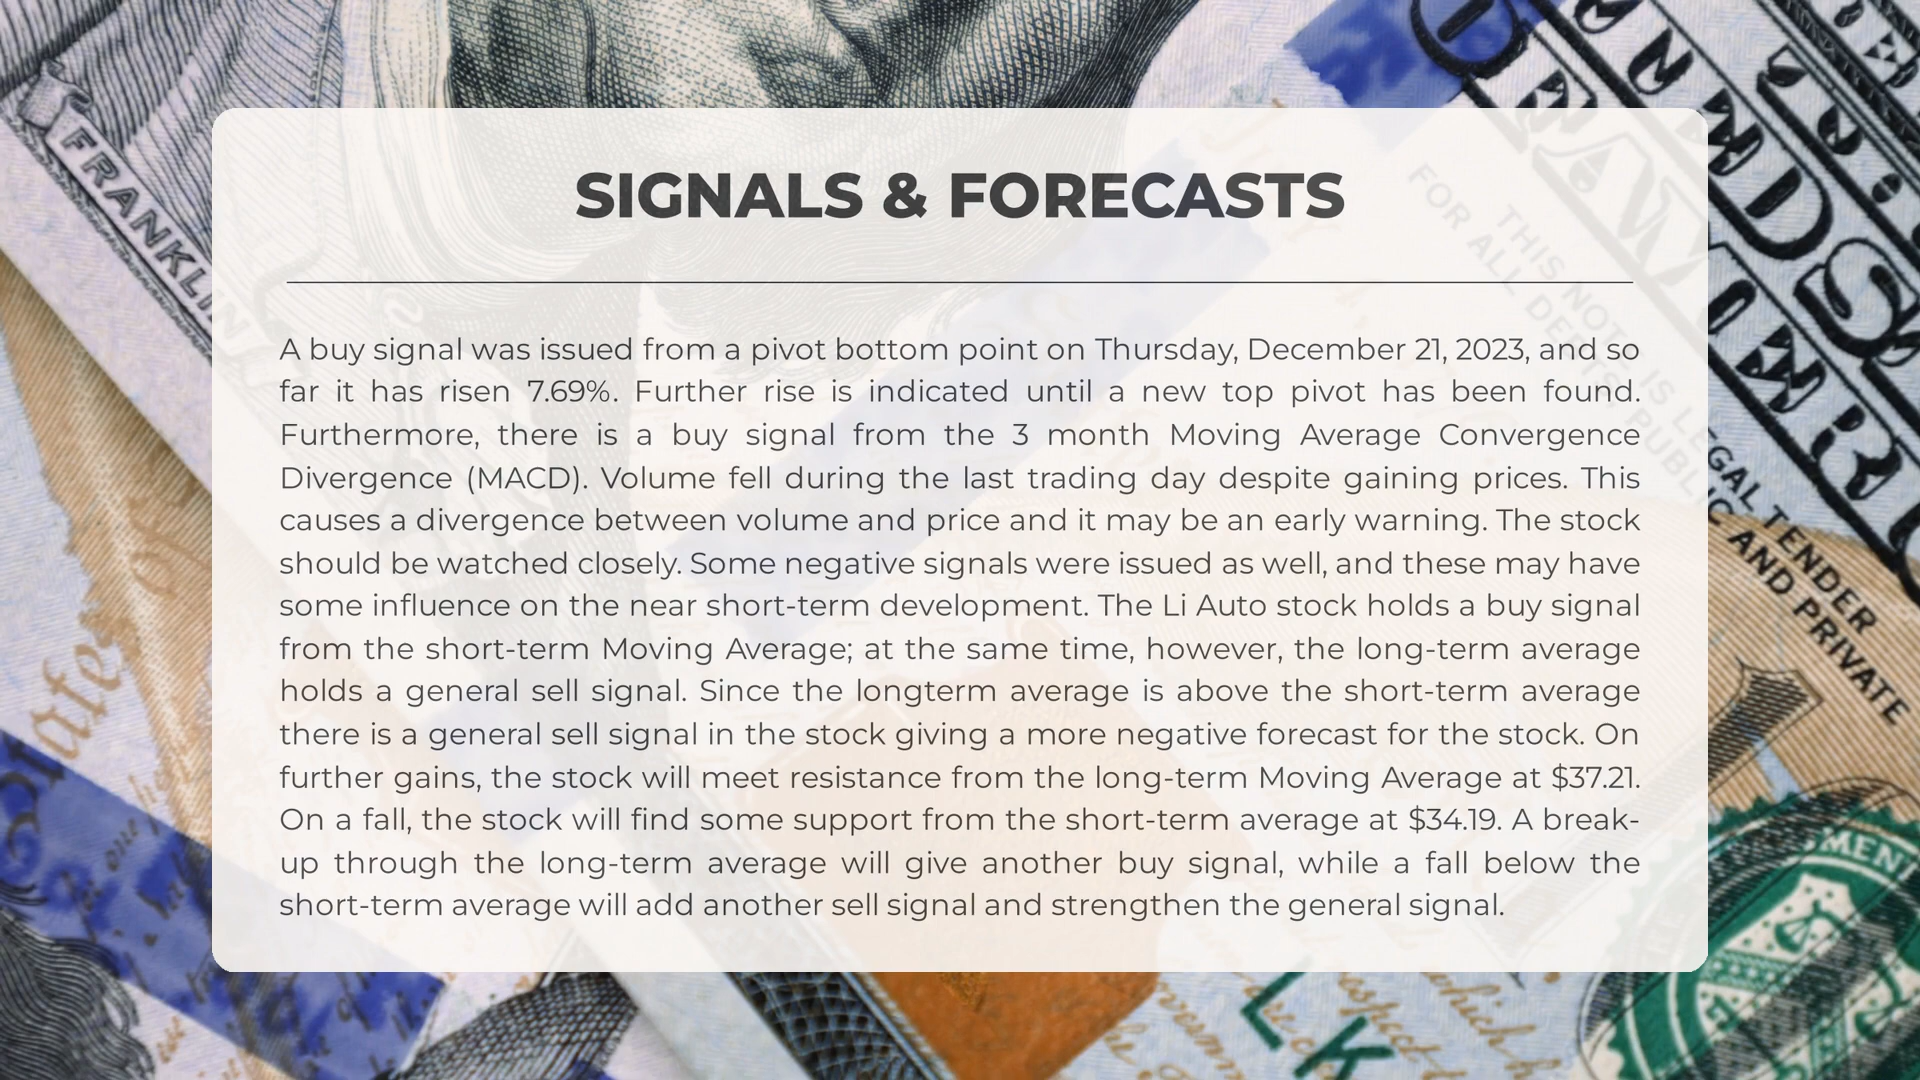 SIGNALS & FORECASTS
A buy signal was issued from a pivot bottom point on Thursday, December 21, 2023, and so
far it has risen 7.69%. Further rise is indicated until a new top pivot has been found.
Furthermore, there is a buy signal from the 3 month Moving Average Convergence
Divergence (MACD). Volume fell during the last trading day despite gaining prices. This
causes a divergence between volume and price and it may be an early warning. The stock
should be watched closely. Some negative signals were issued as well, and these may have
some influence on the near short-term development. The Li Auto stock holds a buy signal
from the short-term Moving Average; at the same time, however, the long-term average
holds a general sell signal. Since the longterm average is above the short-term average
there is a general sell signal in the stock giving a more negative forecast for the stock. On
further gains, the stock will meet resistance from the long-term Moving Average at $37.21.
On a fall, the stock will find some support from the short-term average at $34.19. A break-
up through the long-term average will give another buy signal, while a fall below the
short-term average will add another sell signal and strengthen the general signal.
FRANKLIN
THIS NOTE IS LEGAL TENDER
FOR ALL DEBTS, PUBLIC AND PRIVATE